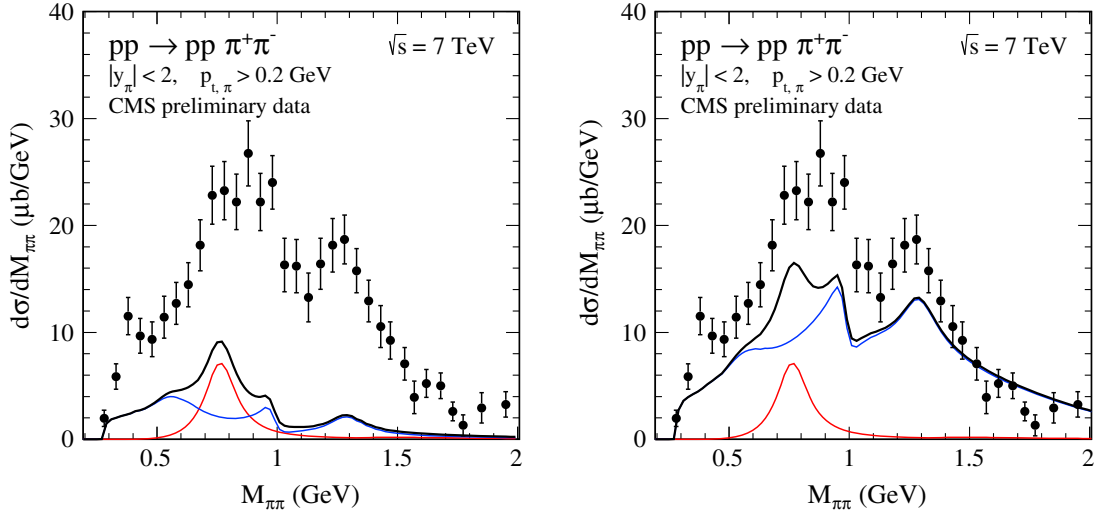 40
30
20
10
0
dσ/dM_ππ (μb/GeV)
pp → pp π⁺π⁻
√s = 7 TeV
|y_π| < 2, p_t, π > 0.2 GeV
CMS preliminary data
0.5 1 1.5 2
M_ππ (GeV)
40
30
20
10
0
dσ/dM_ππ (μb/GeV)
pp → pp π⁺π⁻
√s = 7 TeV
|y_π| < 2, p_t, π > 0.2 GeV
CMS preliminary data
0.5 1 1.5 2
M_ππ (GeV)